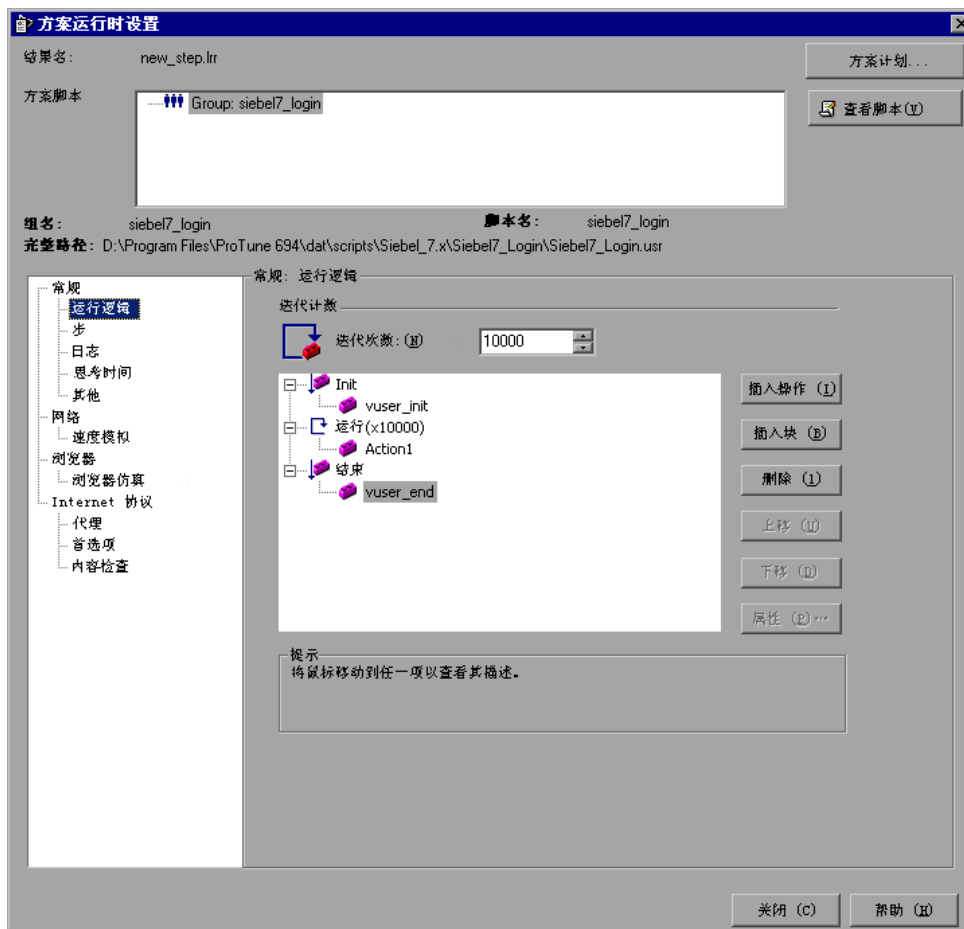 方案运行时设置
结果名: new_step.lrr
方案计划...
方案脚本
Group: siebel7_login
查看脚本(V)
组名: siebel7_login 脚本名: siebel7_login
完整路径: D:\Program Files\ProTune 694\dat\scripts\Siebel_7.x\Siebel7_Login\Siebel7_Login.usr
常规
运行逻辑
步
日志
思考时间
其他
网络
速度模拟
浏览器
浏览器仿真
Internet 协议
代理
首选项
内容检查
常规: 运行逻辑
迭代计数
迭代次数:(N) 10000
Init
vuser_init
运行(x10000)
Action1
结束
vuser_end
插入操作 (I)
插入块 (B)
删除 (1)
上移 (U)
下移 (D)
属性 (P)...
提示
将鼠标移动到任一项以查看其描述。
关闭 (C)
帮助 (H)